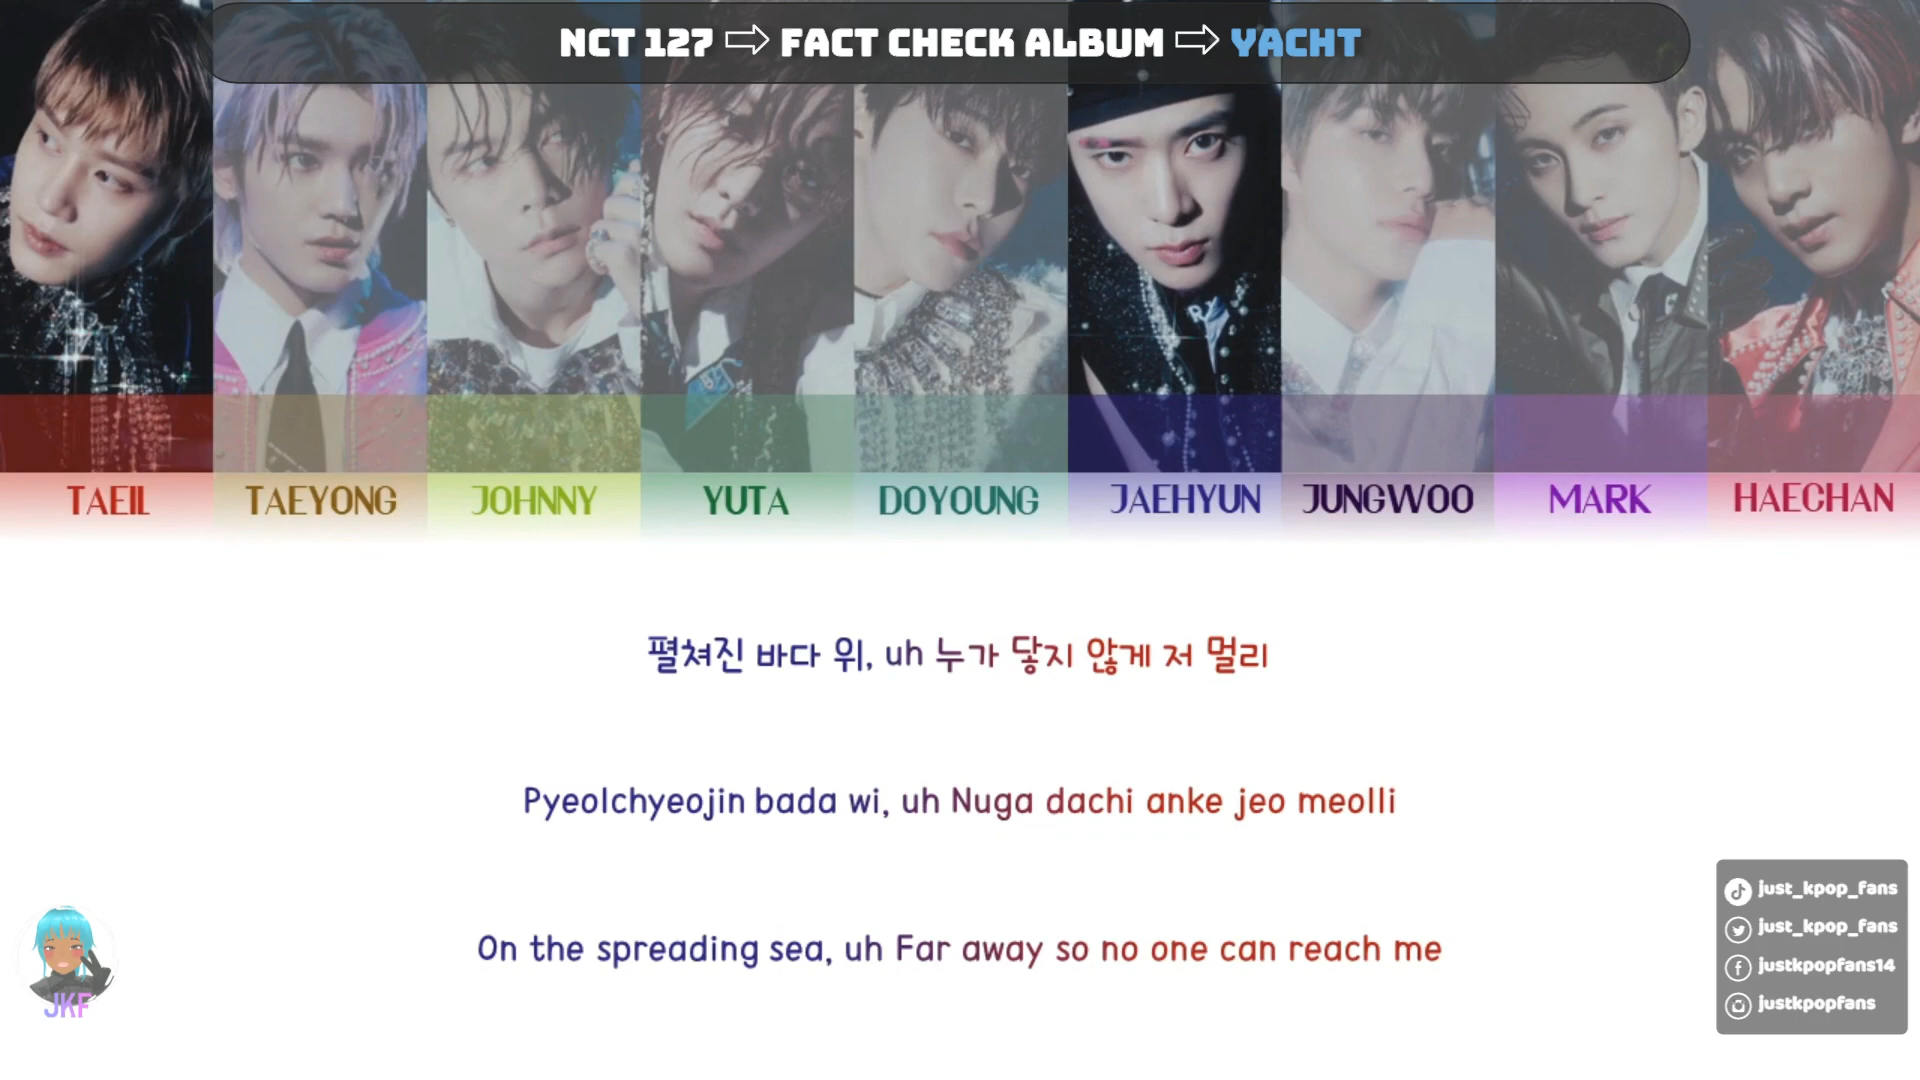 NCT 127 ⇨ FACT CHECK ALBUM ⇨ YACHT
TAEIL TAEYONG JOHNNY YUTA DOYOUNG JAEHYUN JUNGWOO MARK HAECHAN
펼쳐진 바다 위, uh 누가 닿지 않게 저 멀리
Pyeolchyeojin bada wi, uh Nuga dachi anke jeo meolli
On the spreading sea, uh Far away so no one can reach me
JKF
just_kpop_fans
just_kpop_fans
justkpopfans14
justkpopfans